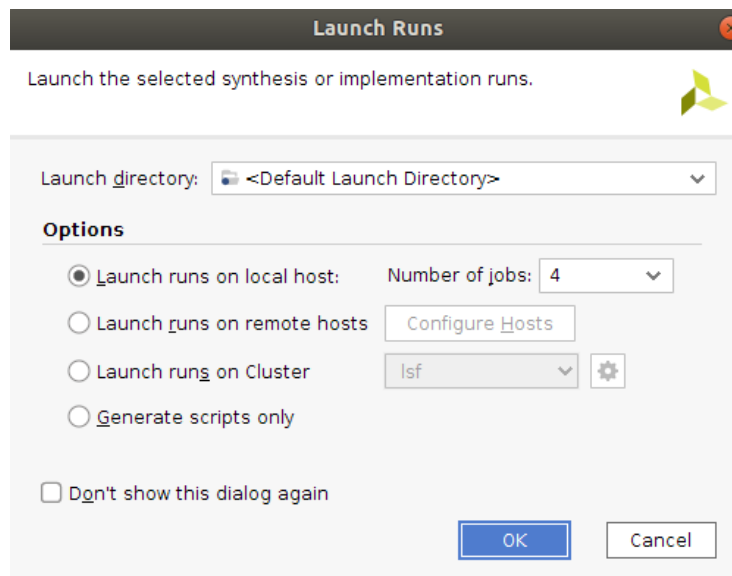 Launch Runs
Launch the selected synthesis or implementation runs.
Launch directory: <Default Launch Directory>
Options
Launch runs on local host: Number of jobs: 4
Launch runs on remote hosts Configure Hosts
Launch runs on Cluster lsf
Generate scripts only
Don't show this dialog again
OK Cancel